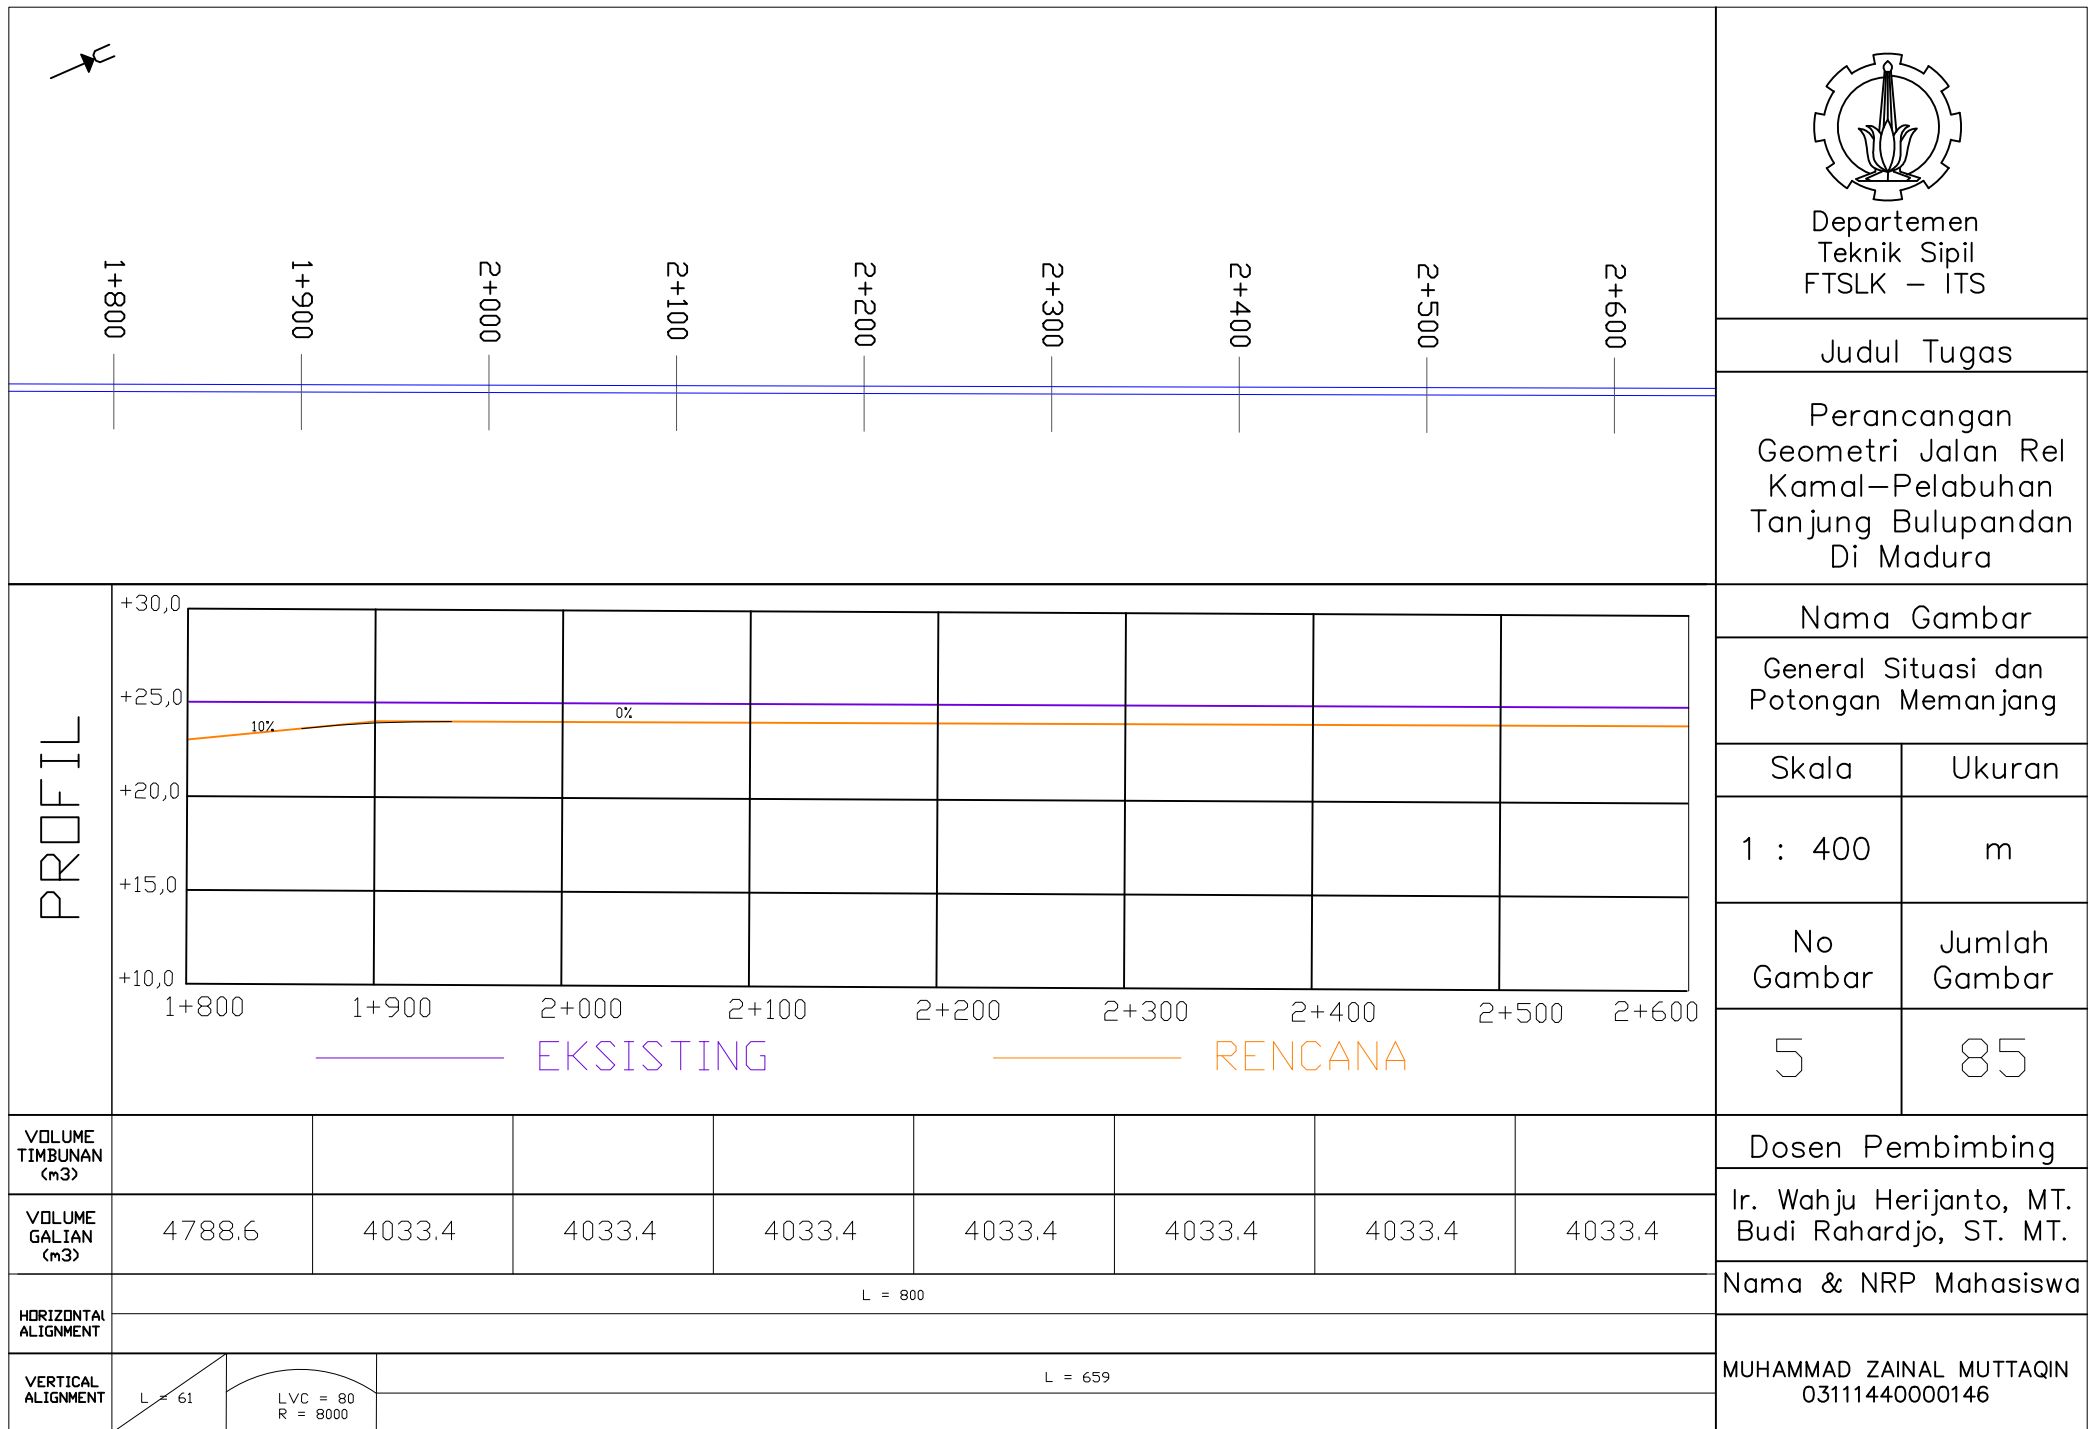 U
1+800
1+900
2+000
2+100
2+200
2+300
2+400
2+500
2+600
PROFIL
+30,0
+25,0
+20,0
+15,0
+10,0
10%
0%
1+800
1+900
2+000
2+100
2+200
2+300
2+400
2+500
2+600
EKSISTING
RENCANA
VOLUME
TIMBUNAN
(m3)
VOLUME
GALIAN
(m3)
4788.6
4033.4
4033.4
4033.4
4033.4
4033.4
4033.4
4033.4
HORIZONTAL
ALIGNMENT
L = 800
VERTICAL
ALIGNMENT
L = 61
LVC = 80
R = 8000
L = 659
Departemen
Teknik Sipil
FTSLK – ITS
Judul Tugas
Perancangan
Geometri Jalan Rel
Kamal–Pelabuhan
Tanjung Bulupandan
Di Madura
Nama Gambar
General Situasi dan
Potongan Memanjang
Skala
Ukuran
1 : 400
m
No
Gambar
Jumlah
Gambar
5
85
Dosen Pembimbing
Ir. Wahju Herijanto, MT.
Budi Rahardjo, ST. MT.
Nama & NRP Mahasiswa
MUHAMMAD ZAINAL MUTTAQIN
03111440000146